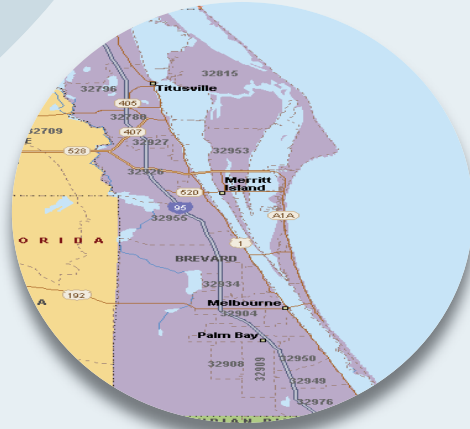 32815
32796
Titusville
405
32780
32709
407
32927
E
528
32953
32926
Merritt
Island
520
95
A1A
32955
ORIDA
1
BREVARD
32934
192
A
Melbourne
32904
Palm Bay
32950
32908
32909
32949
32976